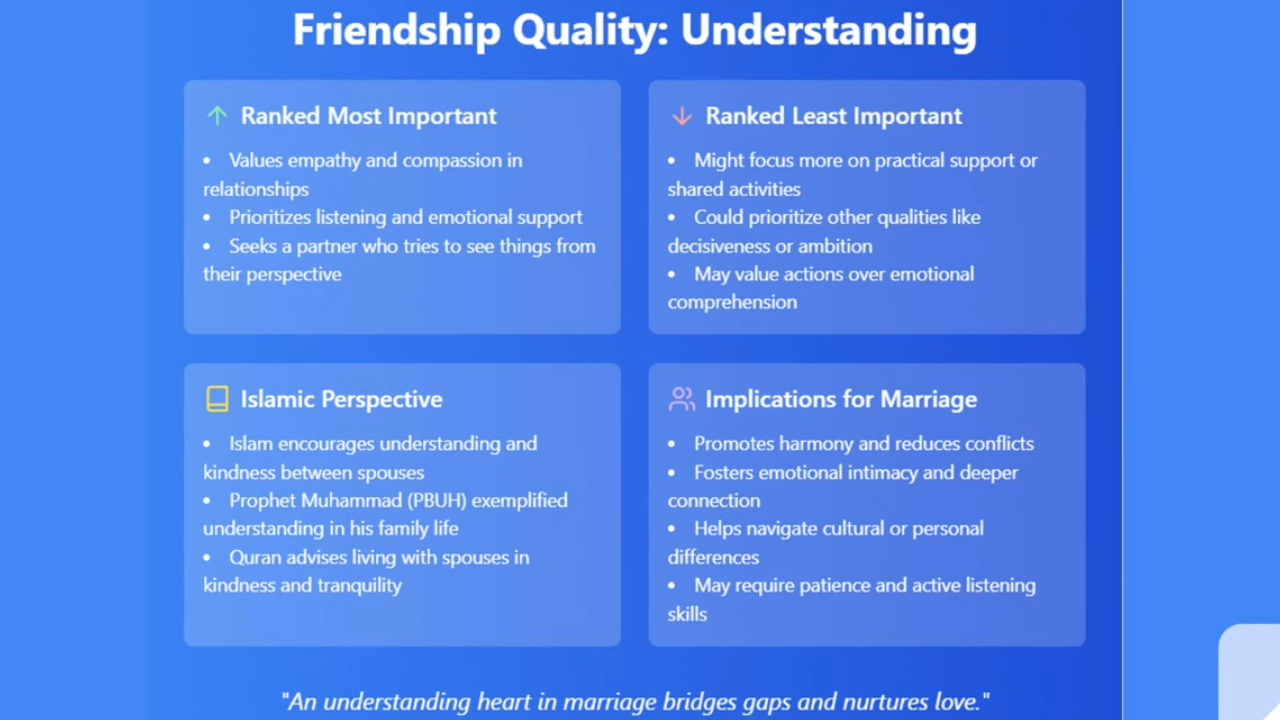 Friendship Quality: Understanding
Ranked Most Important
• Values empathy and compassion in
relationships
• Prioritizes listening and emotional support
• Seeks a partner who tries to see things from
their perspective
Ranked Least Important
• Might focus more on practical support or
shared activities
• Could prioritize other qualities like
decisiveness or ambition
• May value actions over emotional
comprehension
Islamic Perspective
• Islam encourages understanding and
kindness between spouses
• Prophet Muhammad (PBUH) exemplified
understanding in his family life
• Quran advises living with spouses in
kindness and tranquility
Implications for Marriage
• Promotes harmony and reduces conflicts
• Fosters emotional intimacy and deeper
connection
• Helps navigate cultural or personal
differences
• May require patience and active listening
skills
"An understanding heart in marriage bridges gaps and nurtures love."